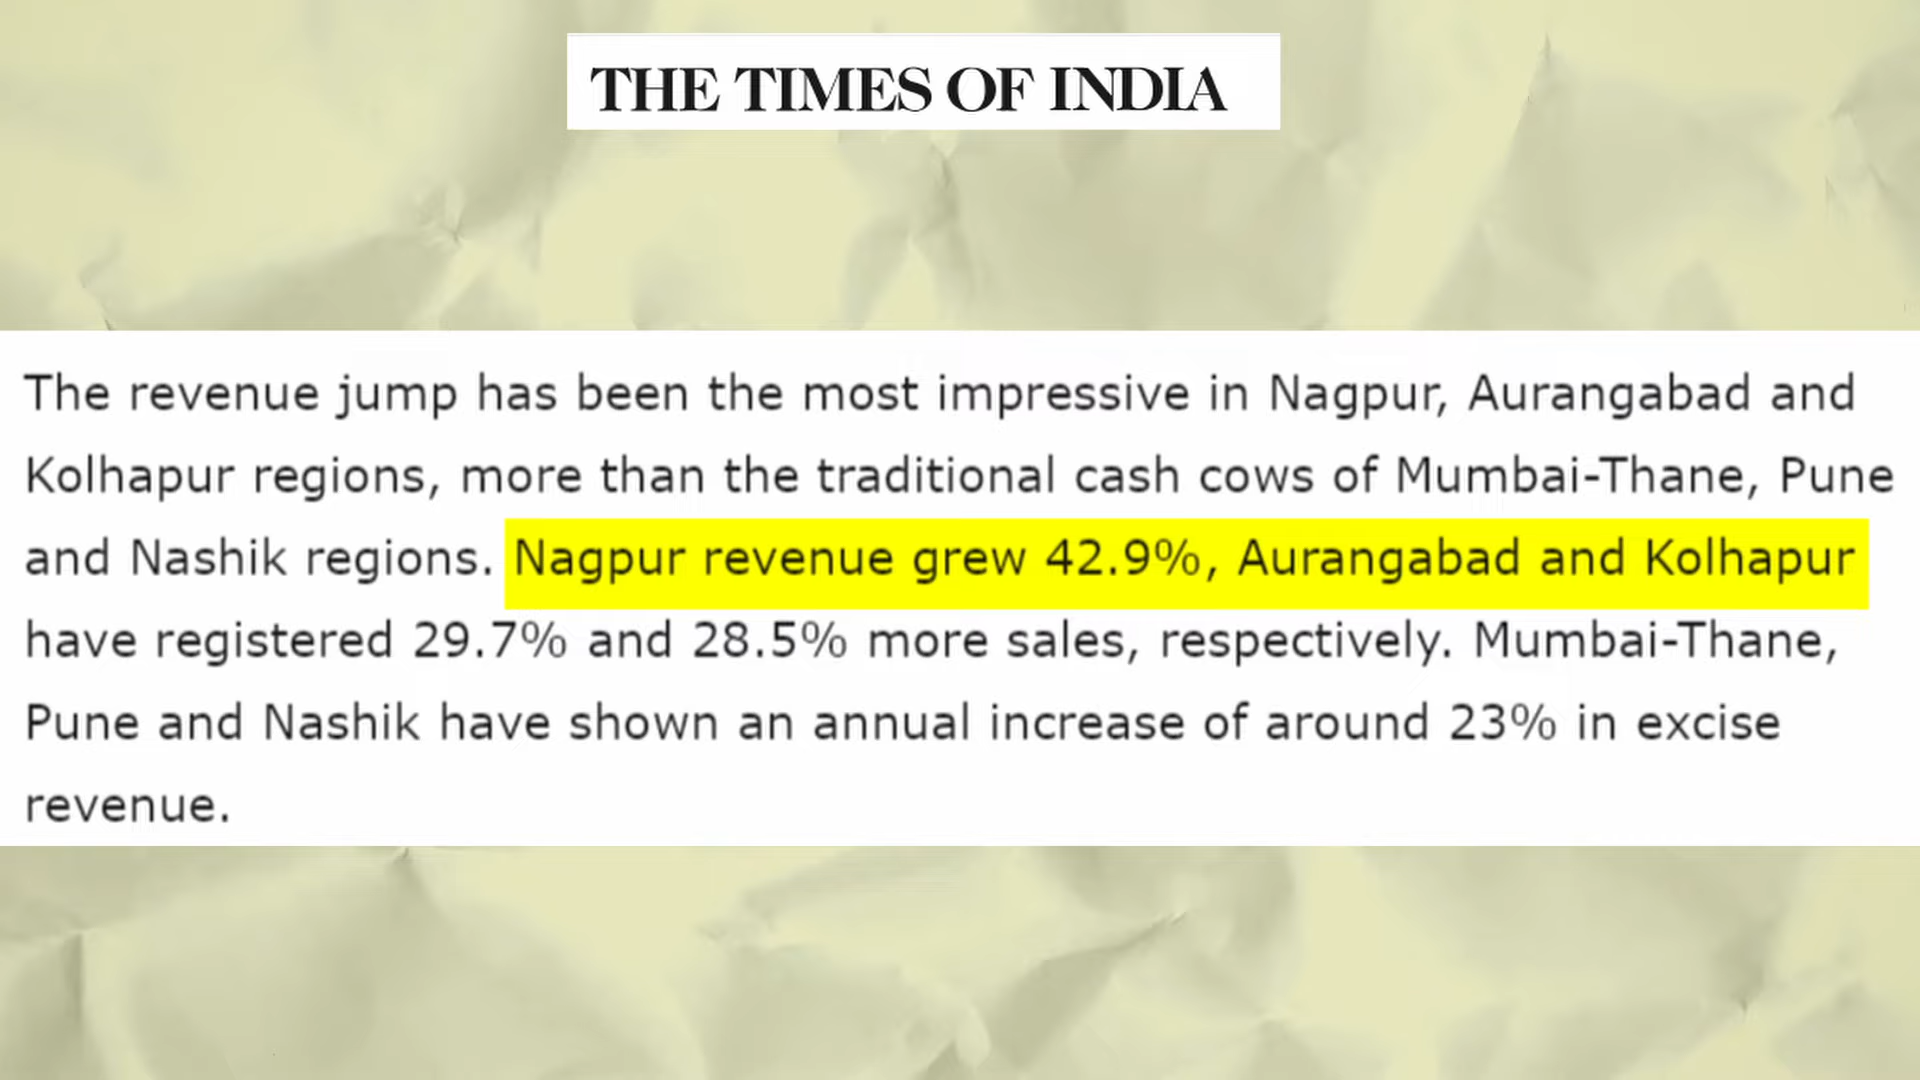 THE TIMES OF INDIA
The revenue jump has been the most impressive in Nagpur, Aurangabad and
Kolhapur regions, more than the traditional cash cows of Mumbai-Thane, Pune
and Nashik regions. Nagpur revenue grew 42.9%, Aurangabad and Kolhapur
have registered 29.7% and 28.5% more sales, respectively. Mumbai-Thane,
Pune and Nashik have shown an annual increase of around 23% in excise
revenue.